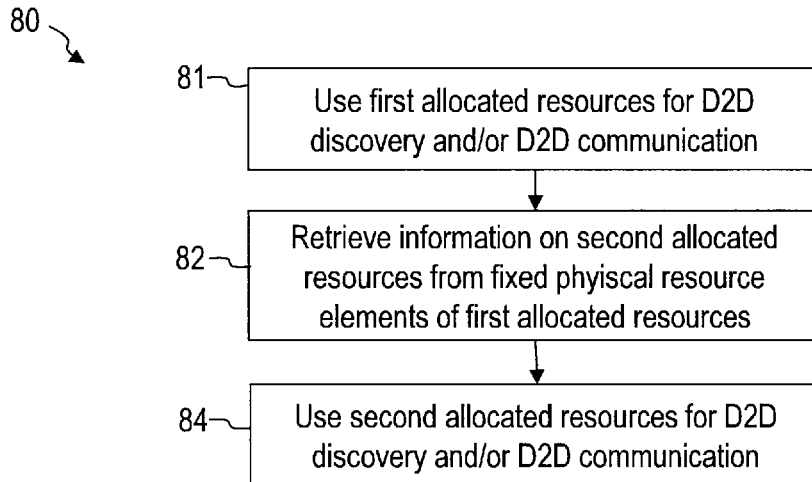 80
81
Use first allocated resources for D2D
discovery and/or D2D communication
82
Retrieve information on second allocated
resources from fixed phyiscal resource
elements of first allocated resources
84
Use second allocated resources for D2D
discovery and/or D2D communication